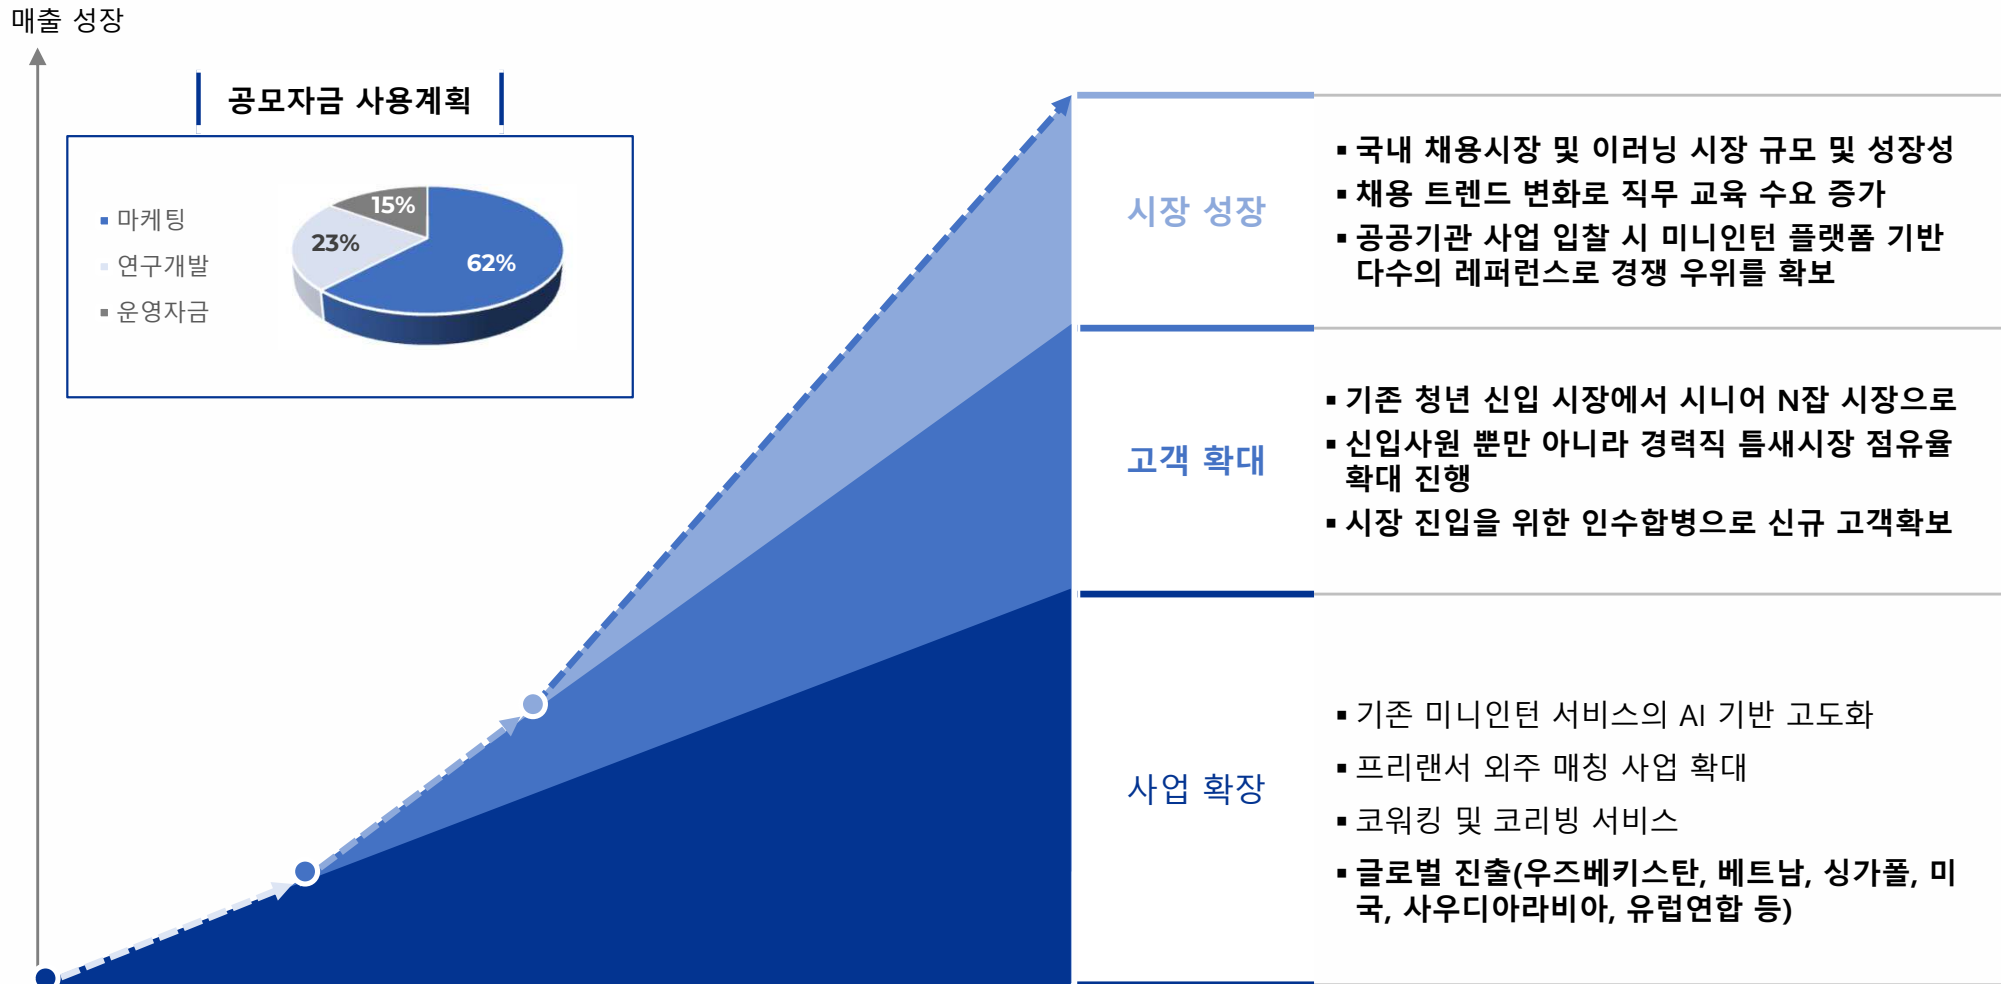 매출 성장
공모자금 사용계획
▪ 마케팅
▪ 연구개발
▪ 운영자금
15%
23%
62%
시장 성장
▪ 국내 채용시장 및 이러닝 시장 규모 및 성장성
▪ 채용 트렌드 변화로 직무 교육 수요 증가
▪ 공공기관 사업 입찰 시 미니인턴 플랫폼 기반
다수의 레퍼런스로 경쟁 우위를 확보
고객 확대
▪ 기존 청년 신입 시장에서 시니어 N잡 시장으로
▪ 신입사원 뿐만 아니라 경력직 틈새시장 점유율
확대 진행
▪ 시장 진입을 위한 인수합병으로 신규 고객확보
사업 확장
▪ 기존 미니인턴 서비스의 AI 기반 고도화
▪ 프리랜서 외주 매칭 사업 확대
▪ 코워킹 및 코리빙 서비스
▪ 글로벌 진출(우즈베키스탄, 베트남, 싱가폴, 미
국, 사우디아라비아, 유럽연합 등)